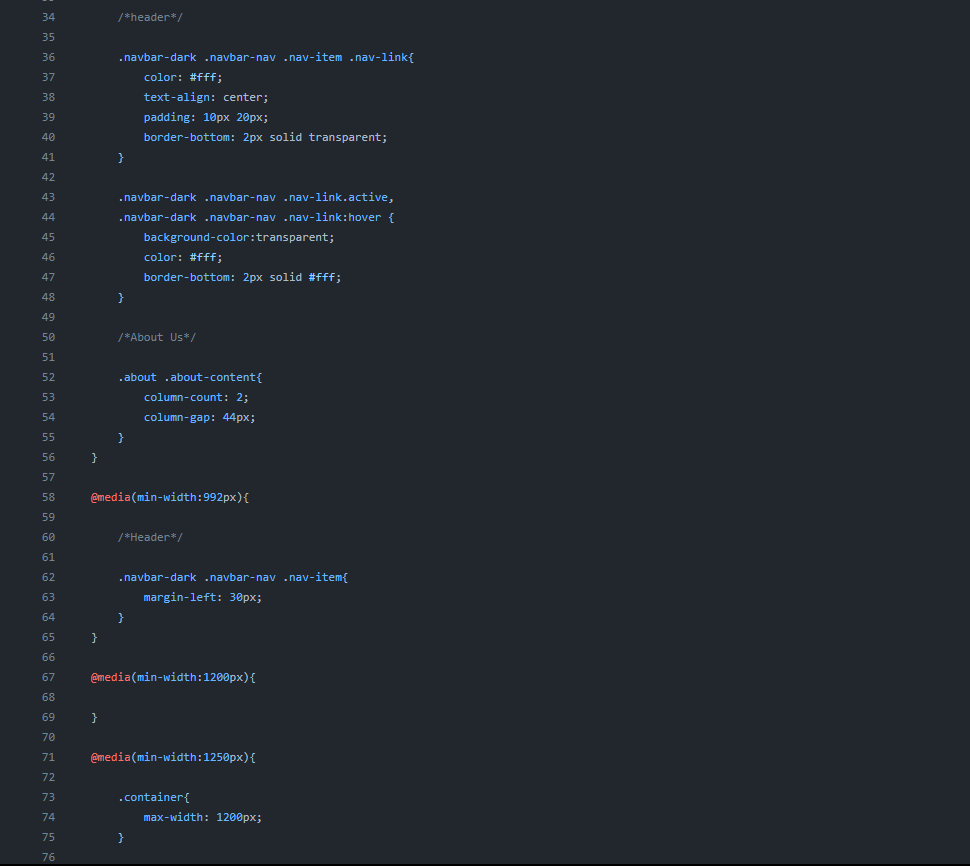 34 /*header*/
35
36 .navbar-dark .navbar-nav .nav-item .nav-link{
37 color: #fff;
38 text-align: center;
39 padding: 10px 20px;
40 border-bottom: 2px solid transparent;
41 }
42
43 .navbar-dark .navbar-nav .nav-link.active,
44 .navbar-dark .navbar-nav .nav-link:hover {
45 background-color:transparent;
46 color: #fff;
47 border-bottom: 2px solid #fff;
48 }
49
50 /*About Us*/
51
52 .about .about-content{
53 column-count: 2;
54 column-gap: 44px;
55 }
56 }
57
58 @media(min-width:992px){
59
60 /*Header*/
61
62 .navbar-dark .navbar-nav .nav-item{
63 margin-left: 30px;
64 }
65 }
66
67 @media(min-width:1200px){
68
69 }
70
71 @media(min-width:1250px){
72
73 .container{
74 max-width: 1200px;
75 }
76